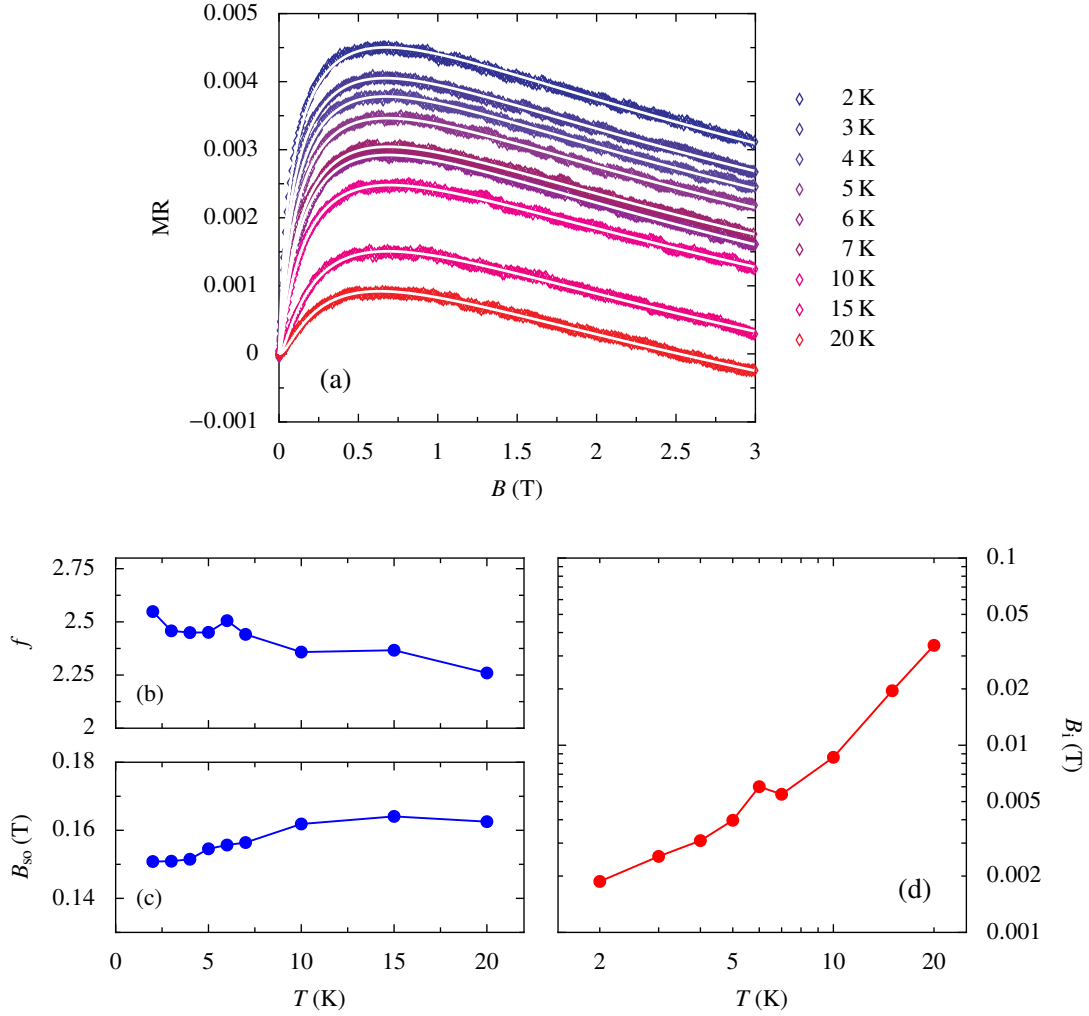 0.005
0.004
0.003
0.002
0.001
0
−0.001
MR
(a)
0 0.5 1 1.5 2 2.5 3
B (T)
2 K
3 K
4 K
5 K
6 K
7 K
10 K
15 K
20 K
2.75
2.5
2.25
2
f
(b)
0.18
0.16
0.14
Bso (T)
(c)
0 5 10 15 20
T (K)
0.1
0.05
0.02
0.01
0.005
0.002
0.001
Bi (T)
(d)
2 5 10 20
T (K)